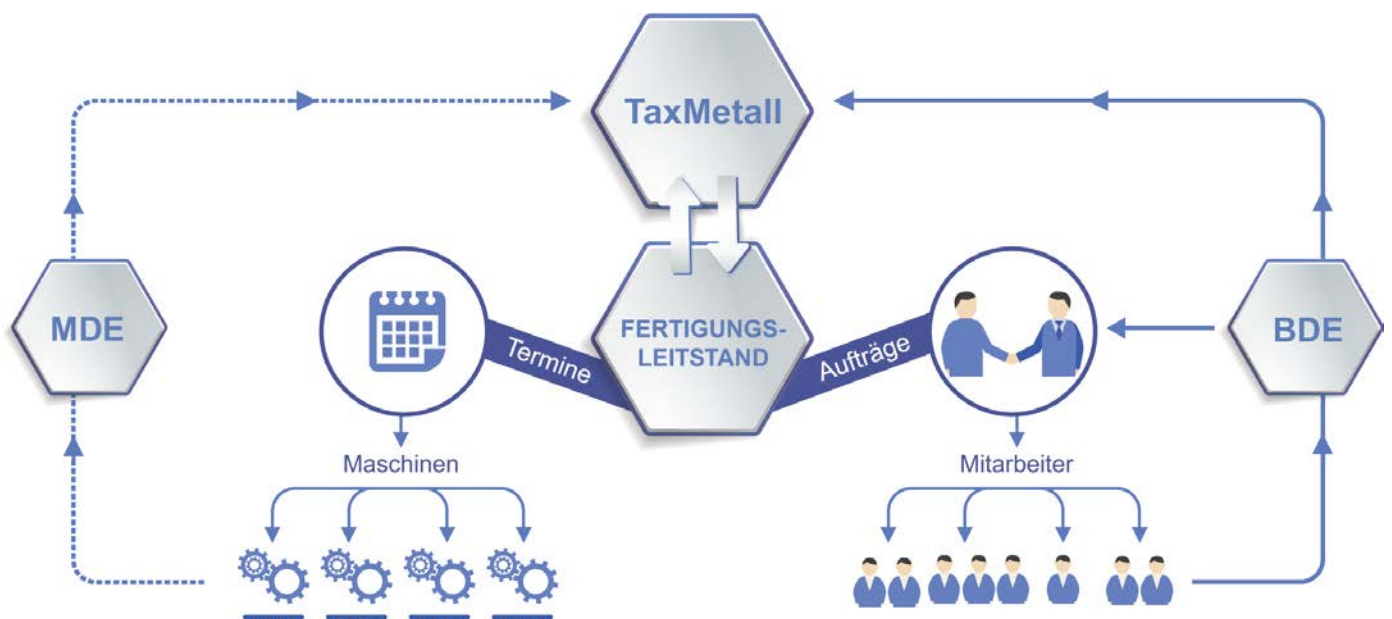 TaxMetall
MDE
Termine
FERTIGUNGS-
LEITSTAND
Aufträge
BDE
Maschinen
Mitarbeiter